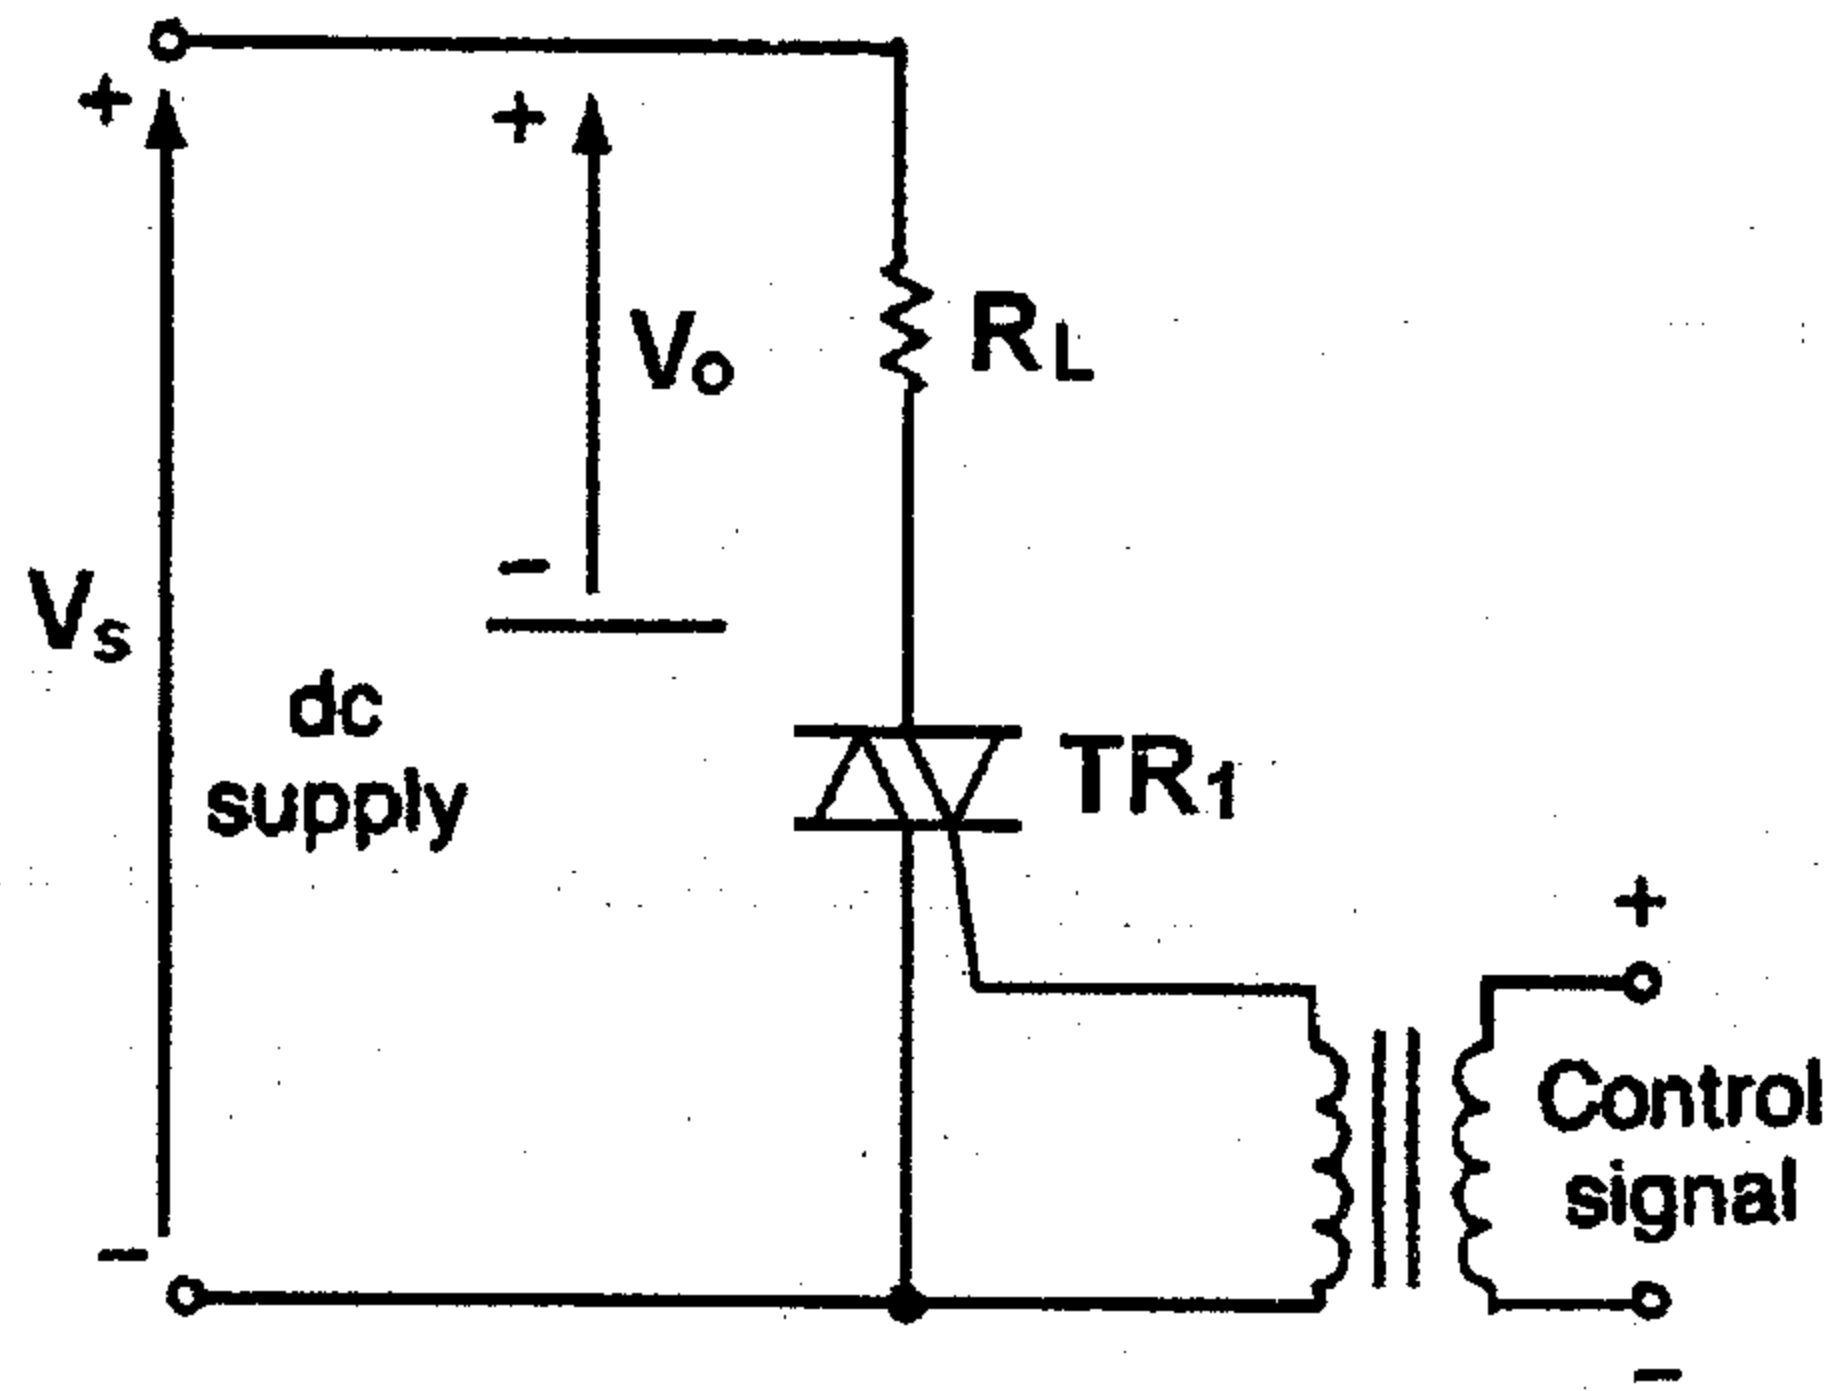 +
+
Vo
RL
−
Vs
dc
supply
TR1
+
Control
signal
−
−